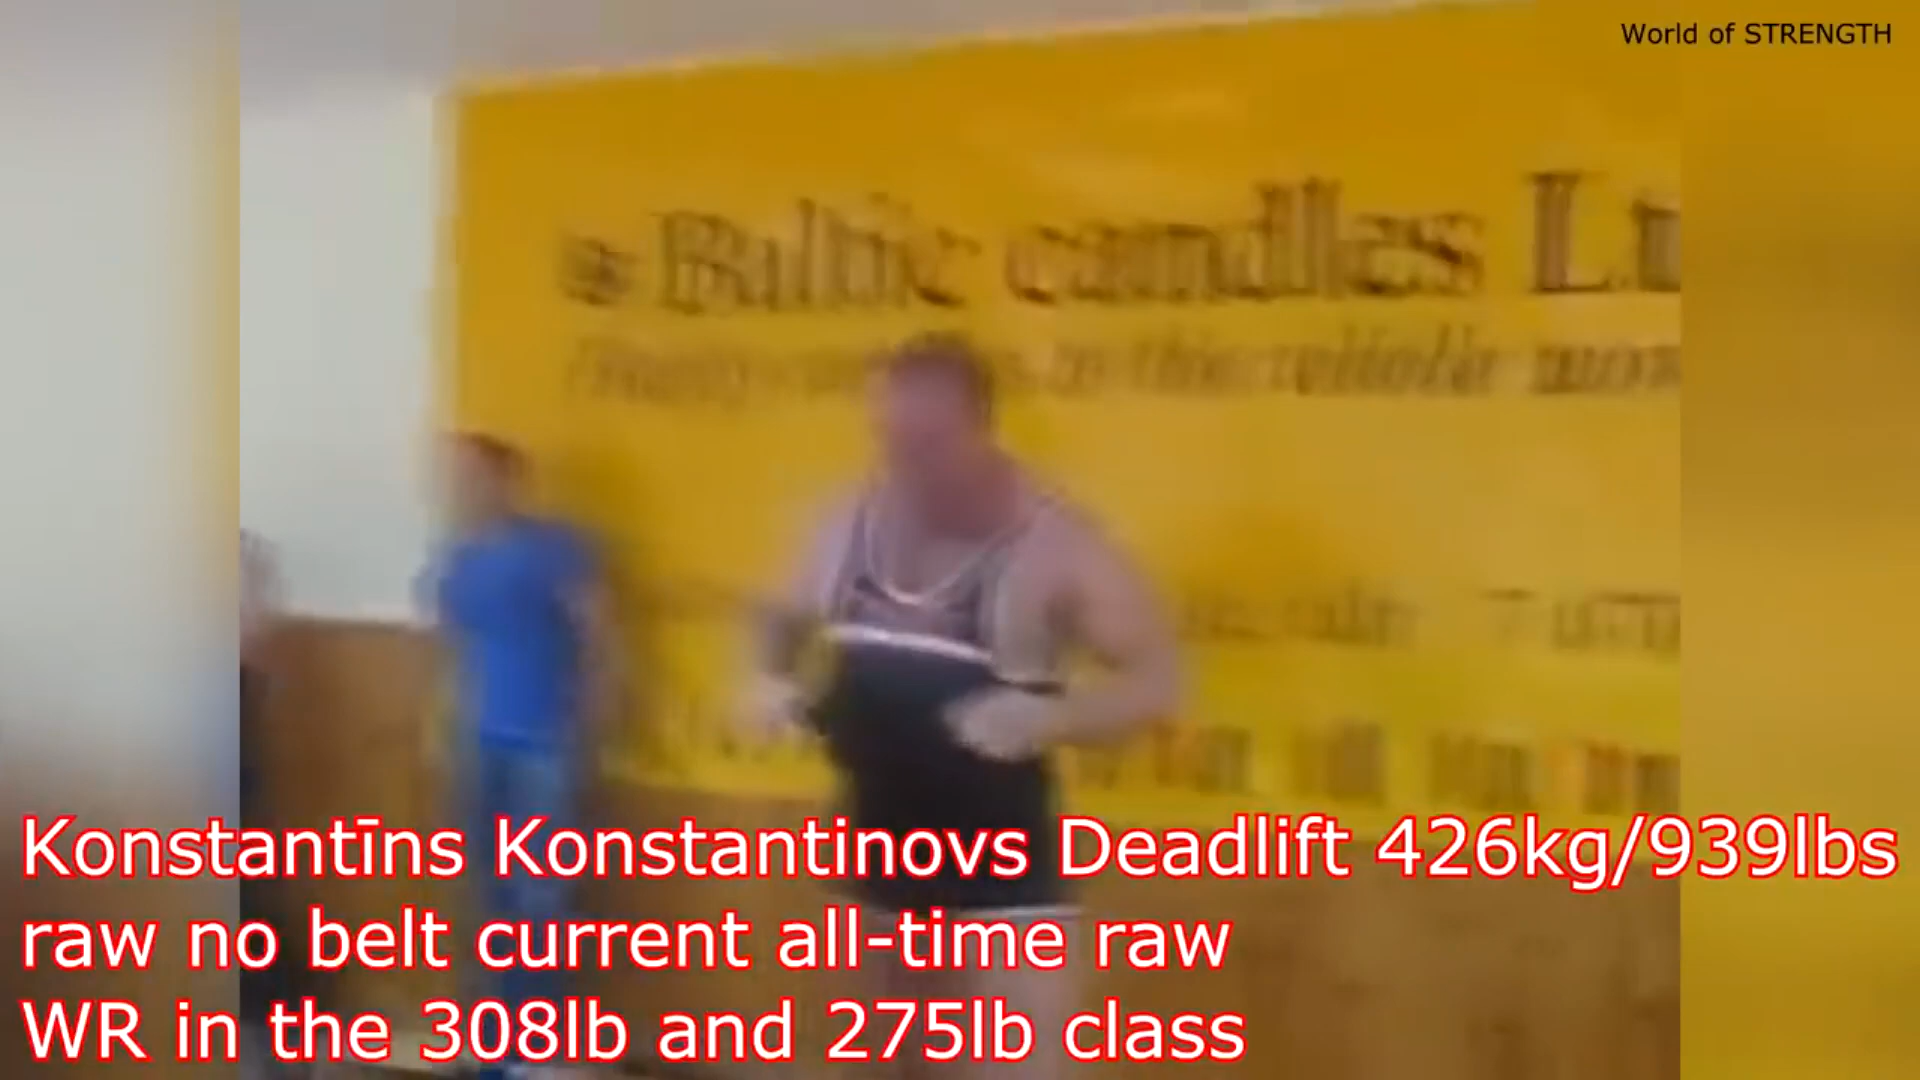 World of STRENGTH
Baltic candles
Konstantīns Konstantinovs Deadlift 426kg/939lbs
raw no belt current all-time raw
WR in the 308lb and 275lb class